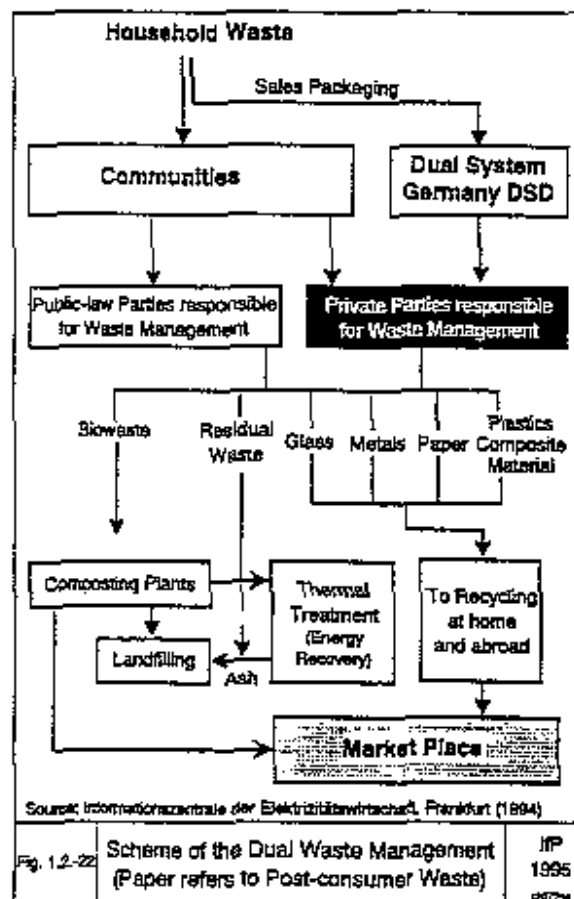 Household Waste
Sales Packaging
Communities
Dual System
Germany DSD
Public-law Parties responsible
for Waste Management
Private Parties responsible
for Waste Management
Biowaste
Residual
Waste
Glass
Metals
Paper
Plastics
Composite
Material
Composting Plants
Thermal
Treatment
(Energy
Recovery)
To Recycling
at home
and abroad
Landfilling
Ash
Market Place
Source: Informationszentrale der Elektrizitätswirtschaft, Frankfurt (1994)
Fig. 1.2-22
Scheme of the Dual Waste Management
(Paper refers to Post-consumer Waste)
1995